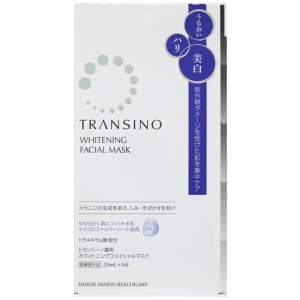 うるおい
ハリ
美白
紫外線ダメージを
受けた肌を集中ケア
TRANSINO
WHITENING
FACIAL MASK
メラニンの生成を抑え、しみ・そばかすを防ぐ
やわらかく肌にフィットする
マイクロファイバーシート採用
トラネキサム酸 配合
トランシーノ薬用
ホワイトニングフェイシャルマスク
医薬部外品
20mL×4枚
DAIICHI SANKYO HEALTHCARE